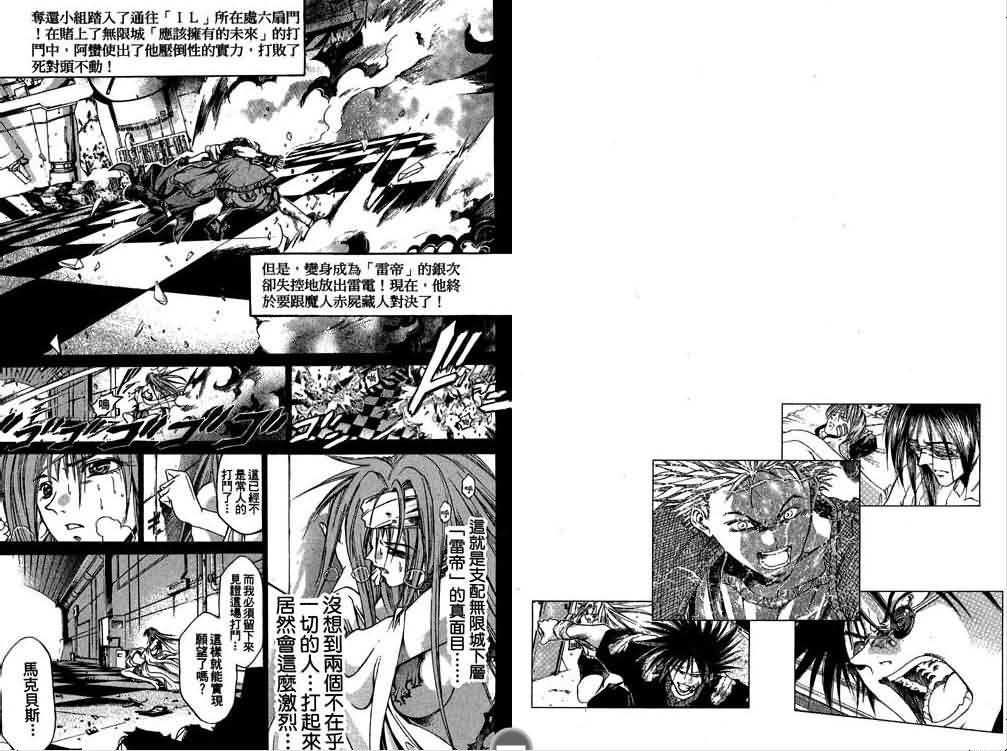 奪還小組踏入了通往「ＩＬ」所在處六扇門
！在賭上了無限城「應該擁有的未來」的打
鬥中，阿蠻使出了他壓倒性的實力，打敗了
死對頭不動！
但是，變身成為「雷帝」的銀次
卻失控地放出雷電！現在，他終
於要跟魔人赤屍藏人對決了！
ドドド
嗚
ゴゴゴゴゴ
這就是支配無限城下層
「雷帝」的真面目……
沒想到兩個不在乎
一切的人…打起來
居然會這麼激烈…
這已經不
是常人的
打鬥了…
而我必須留下來
見證這場打鬥…
這樣就能實現
願望了嗎？
馬克貝斯…